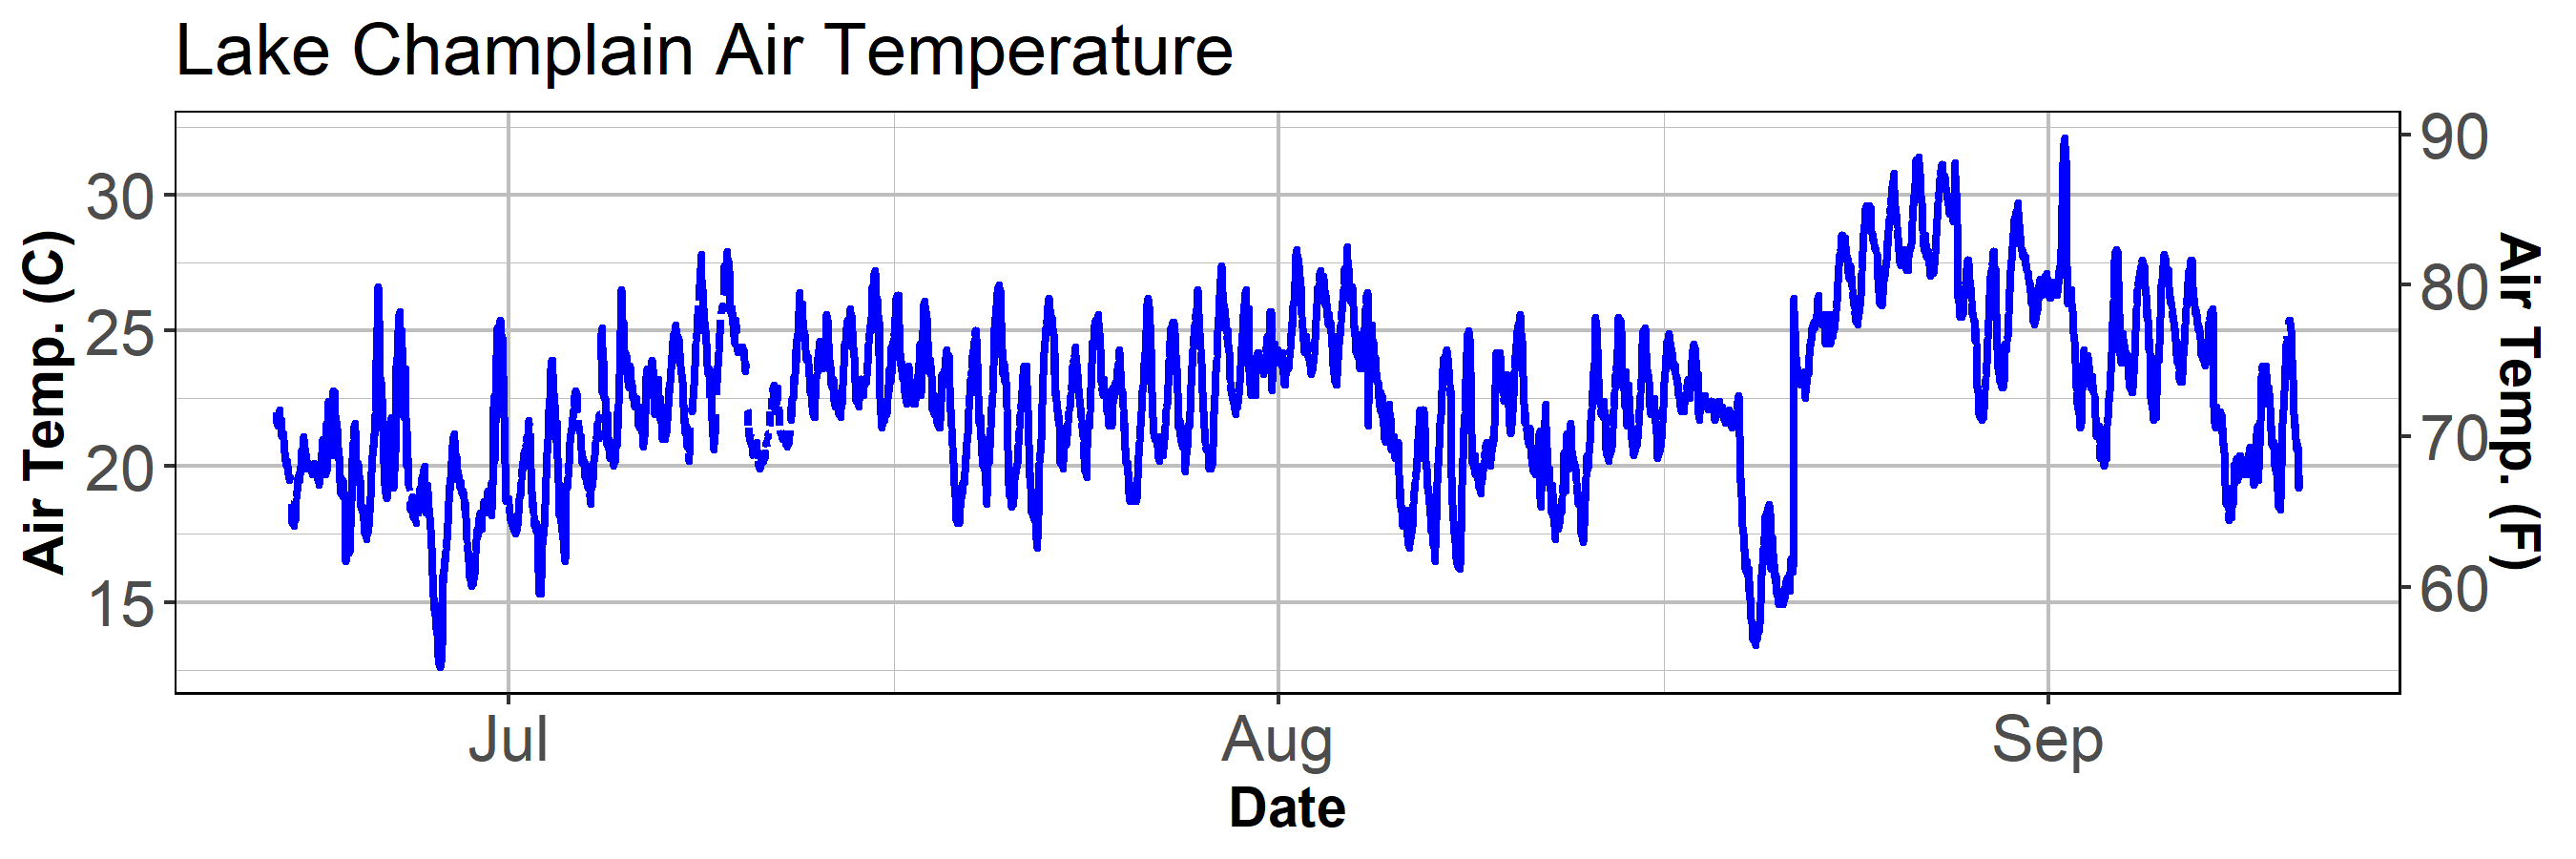 Lake Champlain Air Temperature
Air Temp. (C)
30
25
20
15
90
80
70
60
Air Temp. (F)
Jul
Aug
Sep
Date